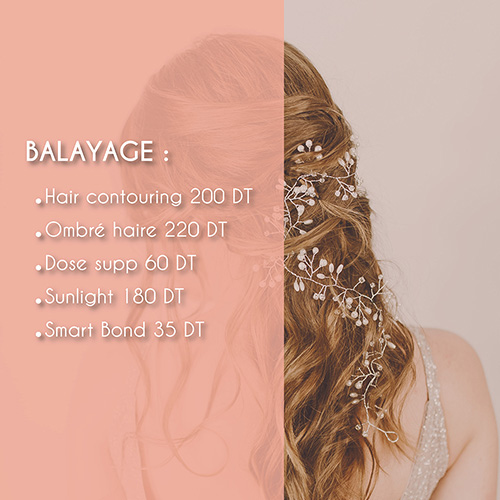 BALAYAGE :
.Hair contouring 200 DT
.Ombré haire 220 DT
.Dose supp 60 DT
.Sunlight 180 DT
.Smart Bond 35 DT